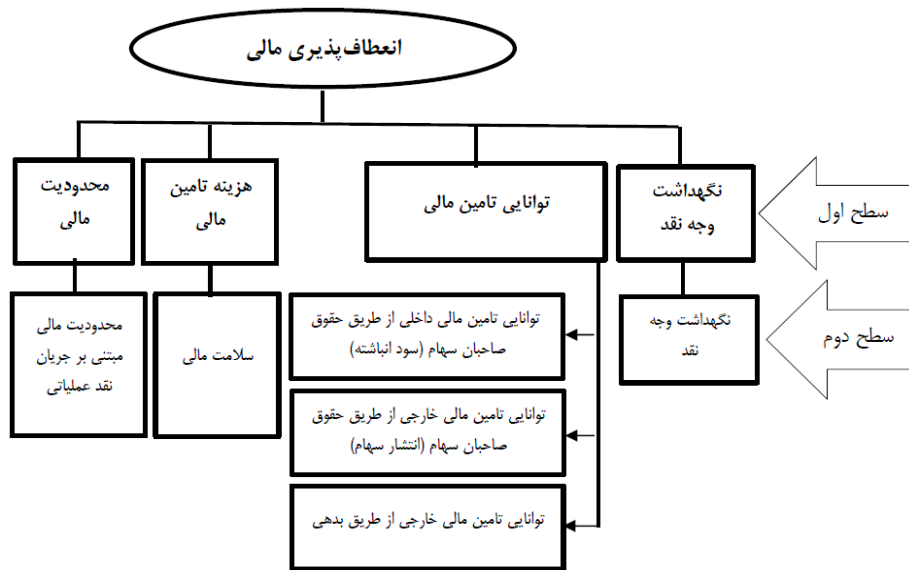 انعطاف‌پذیری مالی
سطح اول
نگهداشت
وجه نقد
توانایی تامین مالی
هزینه تامین
مالی
محدودیت
مالی
سطح دوم
نگهداشت وجه
نقد
توانایی تامین مالی داخلی از طریق حقوق
صاحبان سهام (سود انباشته)
توانایی تامین مالی خارجی از طریق حقوق
صاحبان سهام (انتشار سهام)
توانایی تامین مالی خارجی از طریق بدهی
سلامت مالی
محدودیت مالی
مبتنی بر جریان
نقد عملیاتی